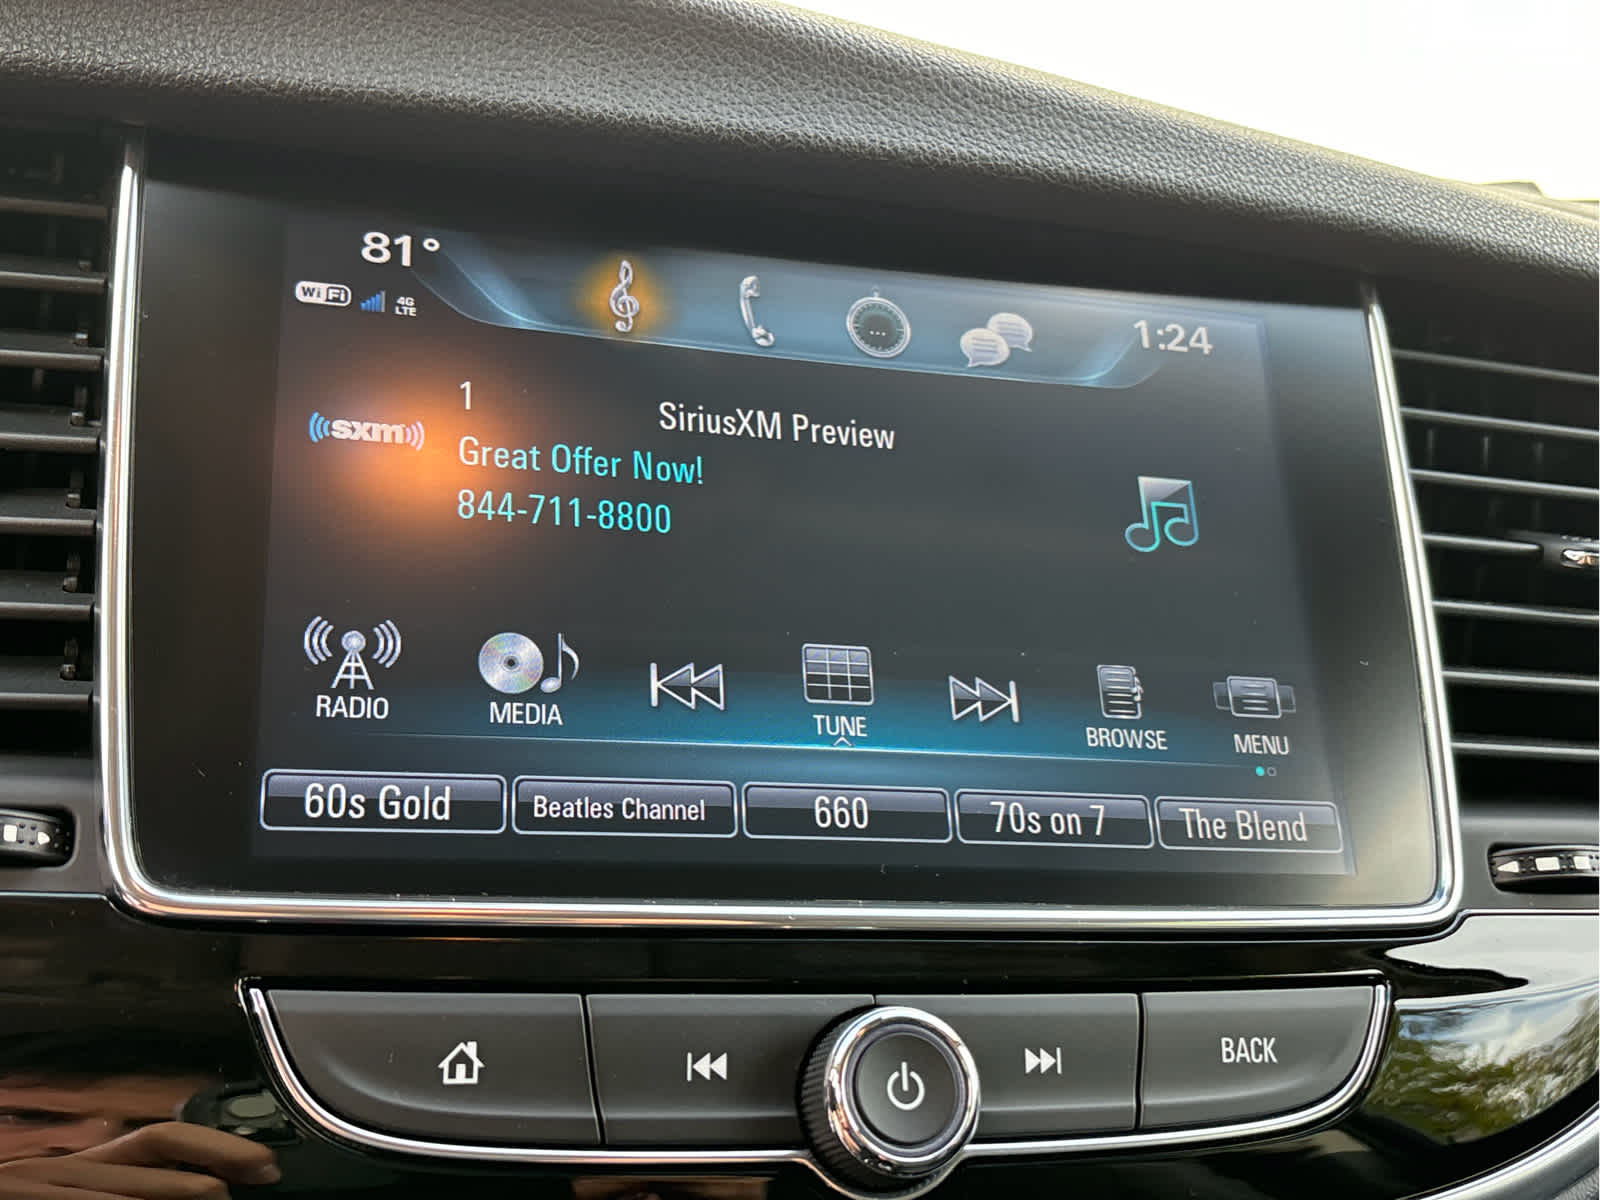 81°
WiFi 4G LTE
1:24
1
SiriusXM Preview
((sxm))
Great Offer Now!
844-711-8800
RADIO
MEDIA
TUNE
BROWSE
MENU
60s Gold
Beatles Channel
660
70s on 7
The Blend
BACK